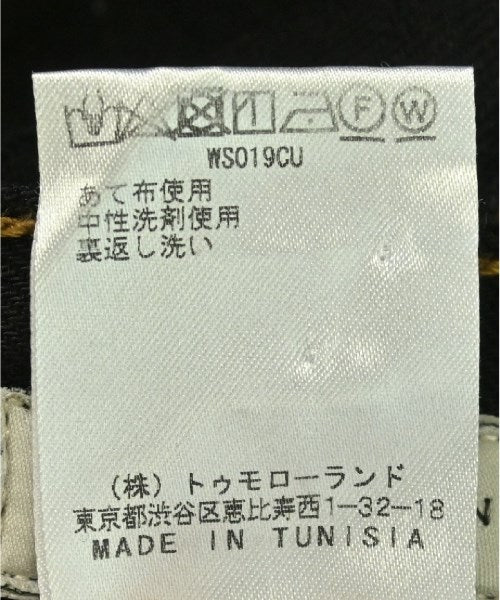 F W
WS019CU
あて布使用
中性洗剤使用
裏返し洗い
(株) トゥモローランド
東京都渋谷区恵比寿西1-32-18
MADE IN TUNISIA
N